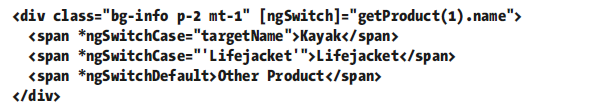 <div class="bg-info p-2 mt-1" [ngSwitch]="getProduct(1).name">
  <span *ngSwitchCase="targetName">Kayak</span>
  <span *ngSwitchCase="'Lifejacket'">Lifejacket</span>
  <span *ngSwitchDefault>Other Product</span>
</div>